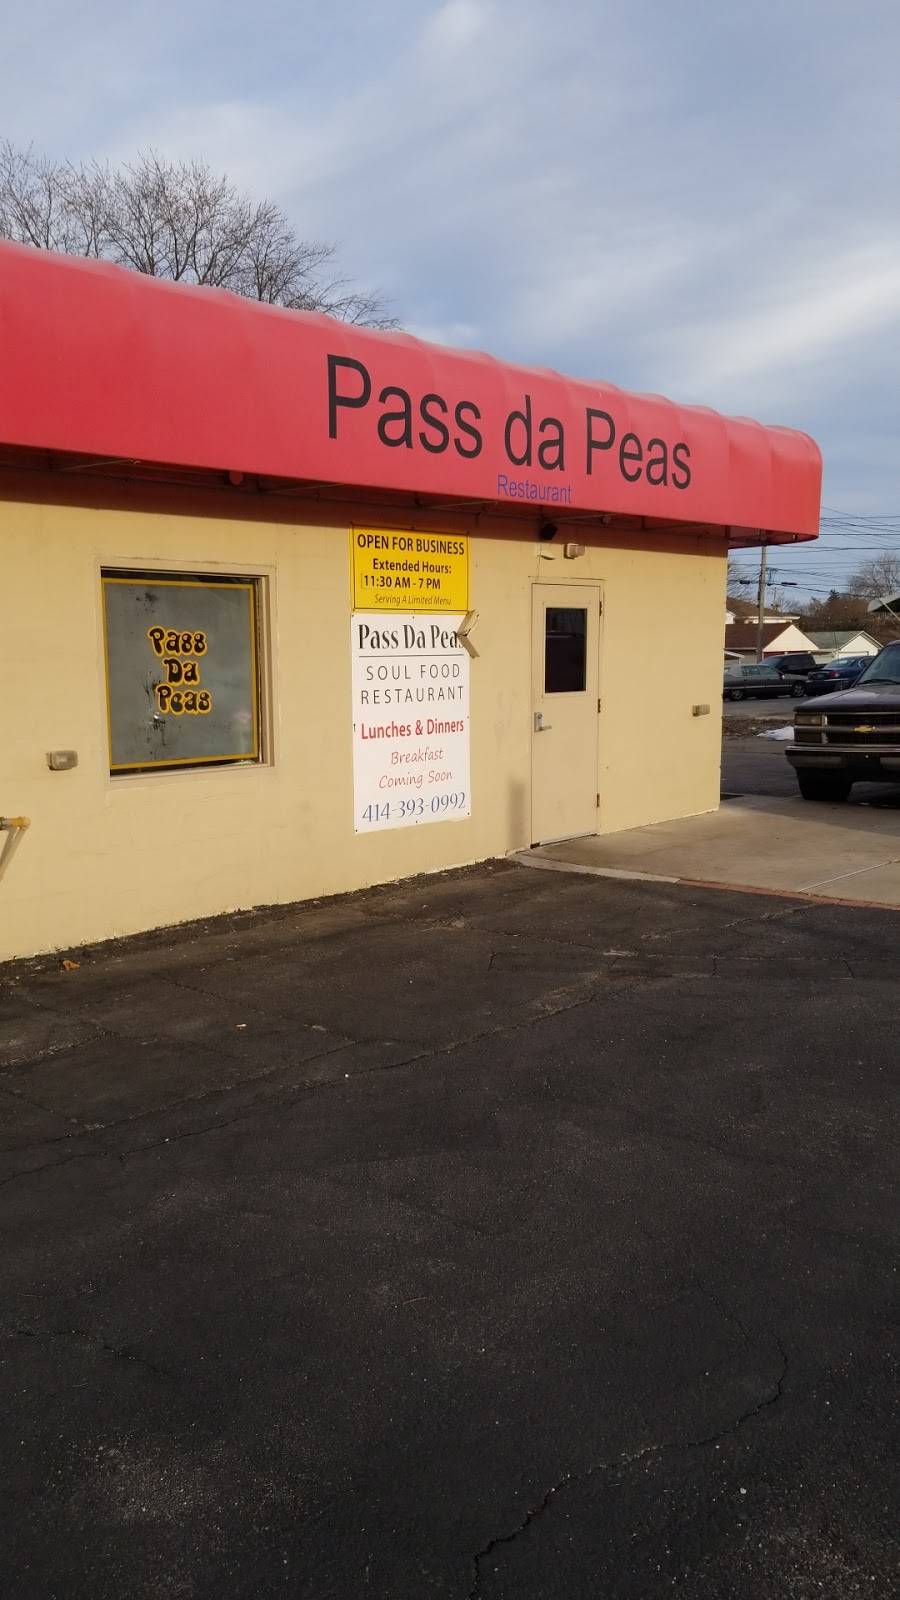 Pass da Peas
Restaurant
OPEN FOR BUSINESS
Extended Hours:
11:30 AM - 7 PM
Serving A Limited Menu
Pass Da Peas
SOUL FOOD
RESTAURANT
Lunches & Dinners
Breakfast
Coming Soon
414-393-0992
Pass
Da
Peas